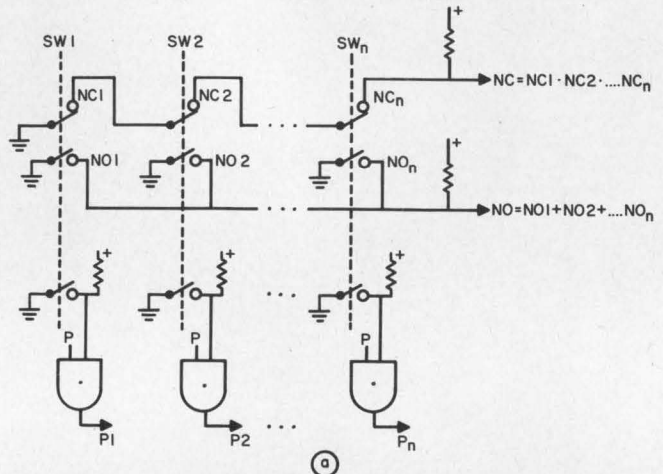 SW1 SW2 SWn
+
NC1 NC2 NCn NC=NC1·NC2·....NCn
NO1 NO2 NOn
+
NO=NO1+NO2+....NOn
+ + +
P P P
P1 P2 Pn
a